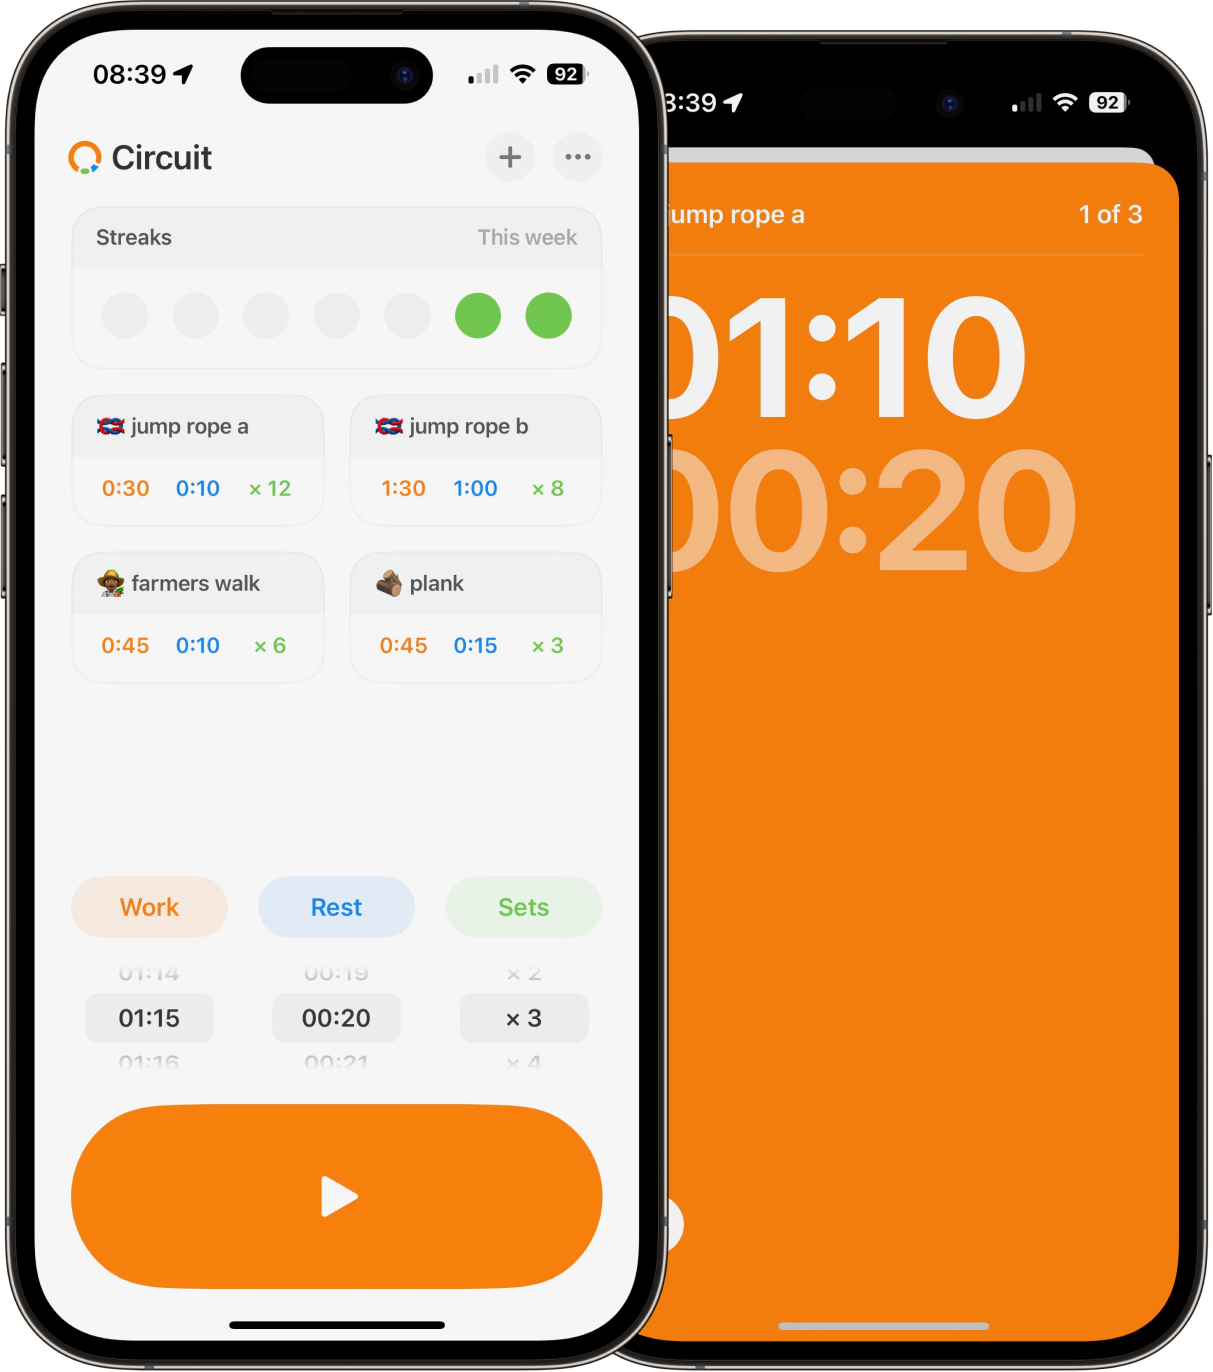 08:39
92
Circuit
Streaks
This week
jump rope a
0:30 0:10 × 12
jump rope b
1:30 1:00 × 8
farmers walk
0:45 0:10 × 6
plank
0:45 0:15 × 3
Work
Rest
Sets
01:14 00:19 × 2
01:15 00:20 × 3
01:16 00:21 × 4
:39
92
jump rope a
1 of 3
01:10
00:20